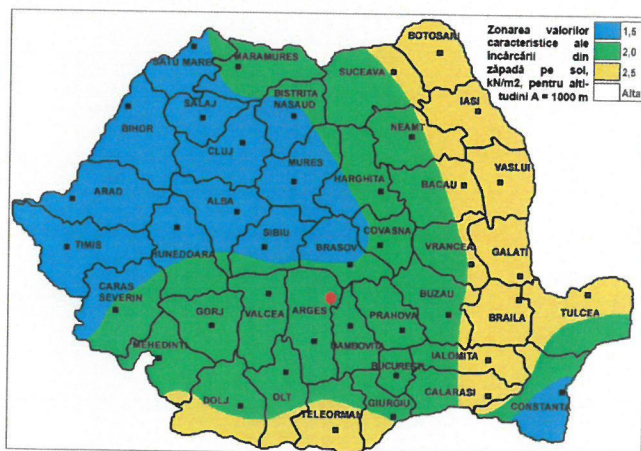 Zonarea valorilor
caracteristice ale
încărcării din
zăpadă pe sol,
kN/m2, pentru alti-
tudini A = 1000 m
1,5
2,0
2,5
Alta
BOTOSARI
SATU MARE
MARAMURES
SUCEAVA
BISTRITA
NASAUD
SALAJ
IASI
BIHOR
CLUJ
NEAMT
MURES
HARGHITA
BACAU
VASLUI
ARAD
ALBA
SIBIU
BRASOV
COVASNA
TIMIS
HUNEDOARA
VRANCEA
GALATI
CARAS
SEVERIN
GORJ
VALCEA
ARGES
PRAHOVA
BUZAU
BRAILA
TULCEA
MEHEDINTI
DAMBOVITA
IALOMITA
BUCURESTI
DOLJ
OLT
TELEORMAN
GIURGIU
CALARASI
CONSTANTA